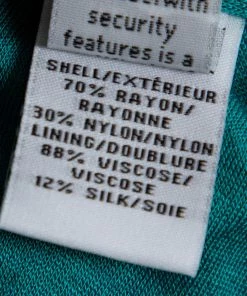 with
security
features is a
SHELL/EXTÉRIEUR
70% RAYON/
RAYONNE
30% NYLON/NYLON
LINING/DOUBLURE
88% VISCOSE/
VISCOSE
12% SILK/SOIE